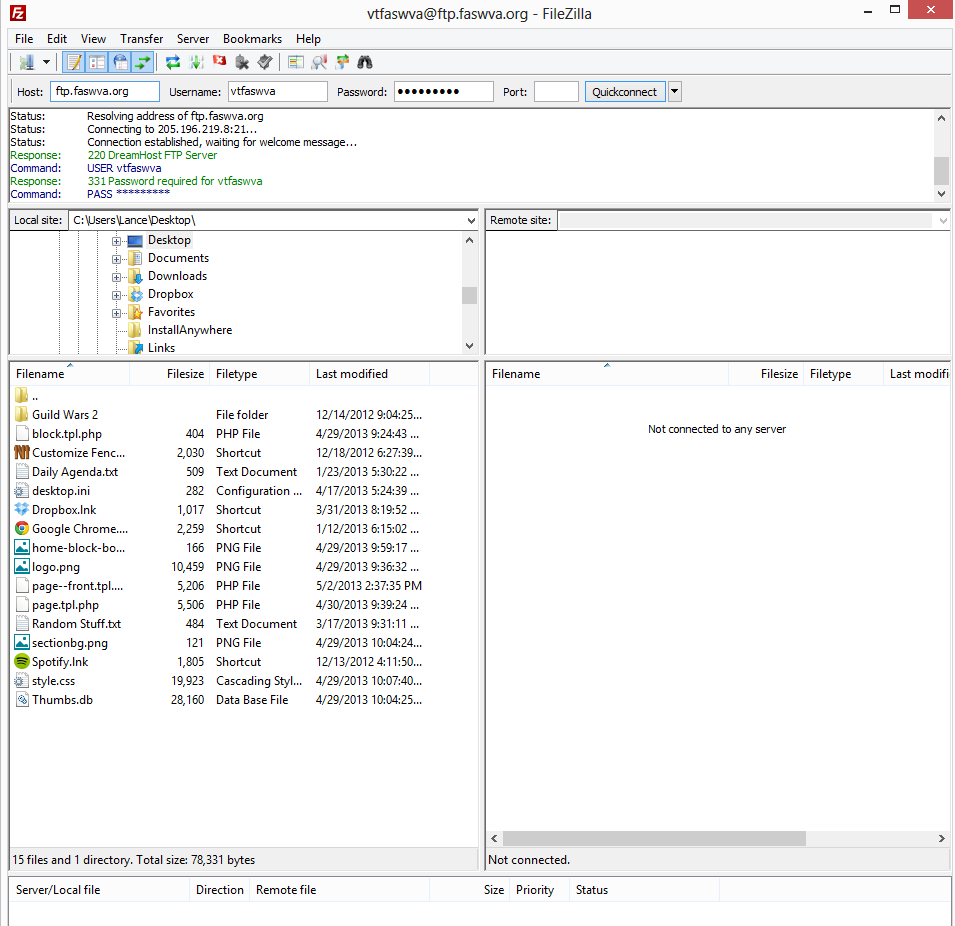 vtfaswva@ftp.faswva.org - FileZilla
File Edit View Transfer Server Bookmarks Help
Host: ftp.faswva.org Username: vtfaswva Password: ●●●●●●●●● Port: Quickconnect
Status: Resolving address of ftp.faswva.org
Status: Connecting to 205.196.219.8:21...
Status: Connection established, waiting for welcome message...
Response: 220 DreamHost FTP Server
Command: USER vtfaswva
Response: 331 Password required for vtfaswva
Command: PASS *********
Local site: C:\Users\Lance\Desktop\
Desktop
Documents
Downloads
Dropbox
Favorites
InstallAnywhere
Links
Remote site:
Filename Filesize Filetype Last modified
..
Guild Wars 2 File folder 12/14/2012 9:04:25...
block.tpl.php 404 PHP File 4/29/2013 9:24:43 ...
Customize Fenc... 2,030 Shortcut 12/18/2012 6:27:39...
Daily Agenda.txt 509 Text Document 1/23/2013 5:30:22 ...
desktop.ini 282 Configuration ... 4/17/2013 5:24:39 ...
Dropbox.lnk 1,017 Shortcut 3/31/2013 8:19:52 ...
Google Chrome.... 2,259 Shortcut 1/12/2013 6:15:02 ...
home-block-bo... 166 PNG File 4/29/2013 9:59:17 ...
logo.png 10,459 PNG File 4/29/2013 9:36:32 ...
page--front.tpl.... 5,206 PHP File 5/2/2013 2:37:35 PM
page.tpl.php 5,506 PHP File 4/30/2013 9:39:24 ...
Random Stuff.txt 484 Text Document 3/17/2013 9:31:11 ...
sectionbg.png 121 PNG File 4/29/2013 10:04:24...
Spotify.lnk 1,805 Shortcut 12/13/2012 4:11:50...
style.css 19,923 Cascading Styl... 4/29/2013 10:07:40...
Thumbs.db 28,160 Data Base File 4/29/2013 10:04:25...
15 files and 1 directory. Total size: 78,331 bytes
Filename Filesize Filetype Last modifi
Not connected to any server
Not connected.
Server/Local file Direction Remote file Size Priority Status